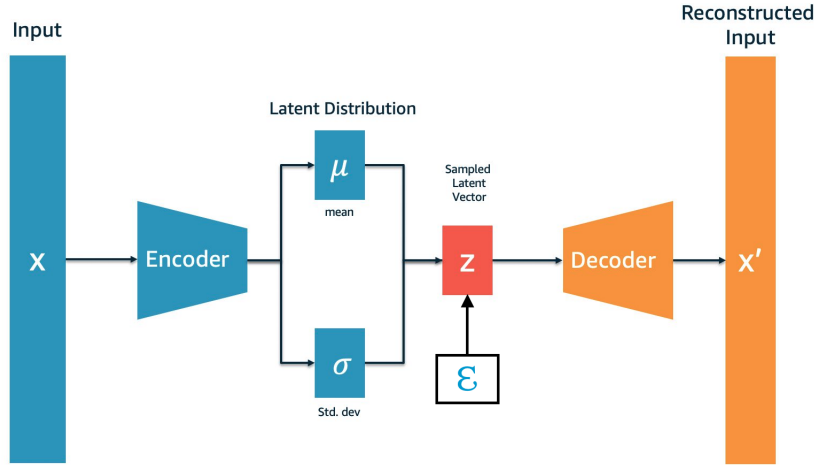 Input
Reconstructed
Input
Latent Distribution
μ
mean
Sampled
Latent
Vector
x
Encoder
z
Decoder
x′
σ
Std. dev
ε